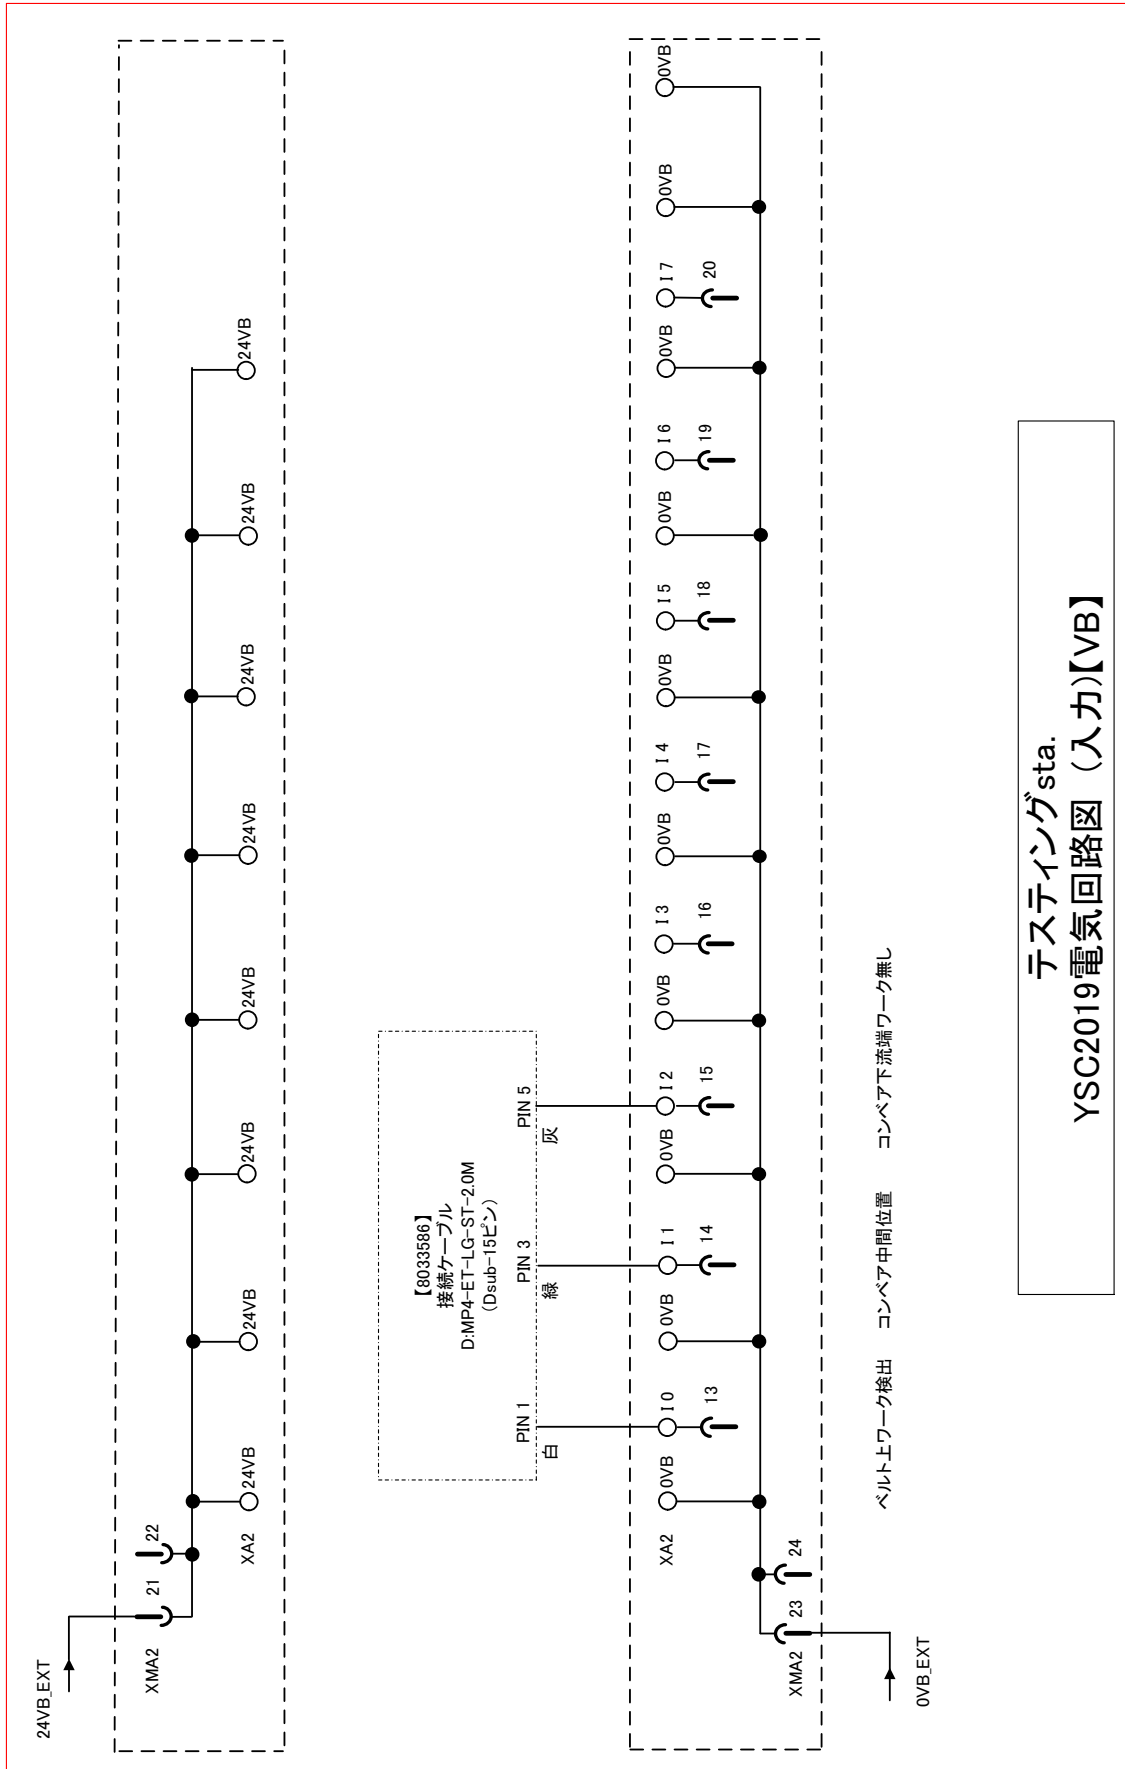 24VB_EXT
XMA2
21
22
XA2
24VB
24VB
24VB
24VB
24VB
24VB
24VB
24VB
【8033586】
接続ケーブル
D:MP4-ET-LG-ST-2.0M
(Dsub-15ピン)
PIN 1
PIN 3
PIN 5
白
緑
灰
XA2
0VB
I 0
0VB
I 1
0VB
I 2
0VB
I 3
0VB
I 4
0VB
I 5
0VB
I 6
0VB
I 7
0VB
0VB
13
14
15
16
17
18
19
20
XMA2
23
24
0VB_EXT
ベルト上ワーク検出
コンベア中間位置
コンベア下流端ワーク無し
テスティングsta.
YSC2019電気回路図 (入力)【VB】